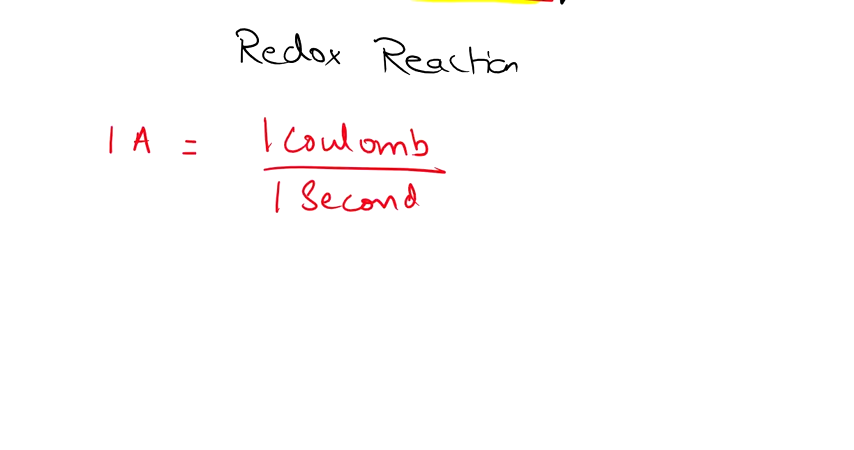 Redox Reaction
1 A = 1 Coulomb
1 Second